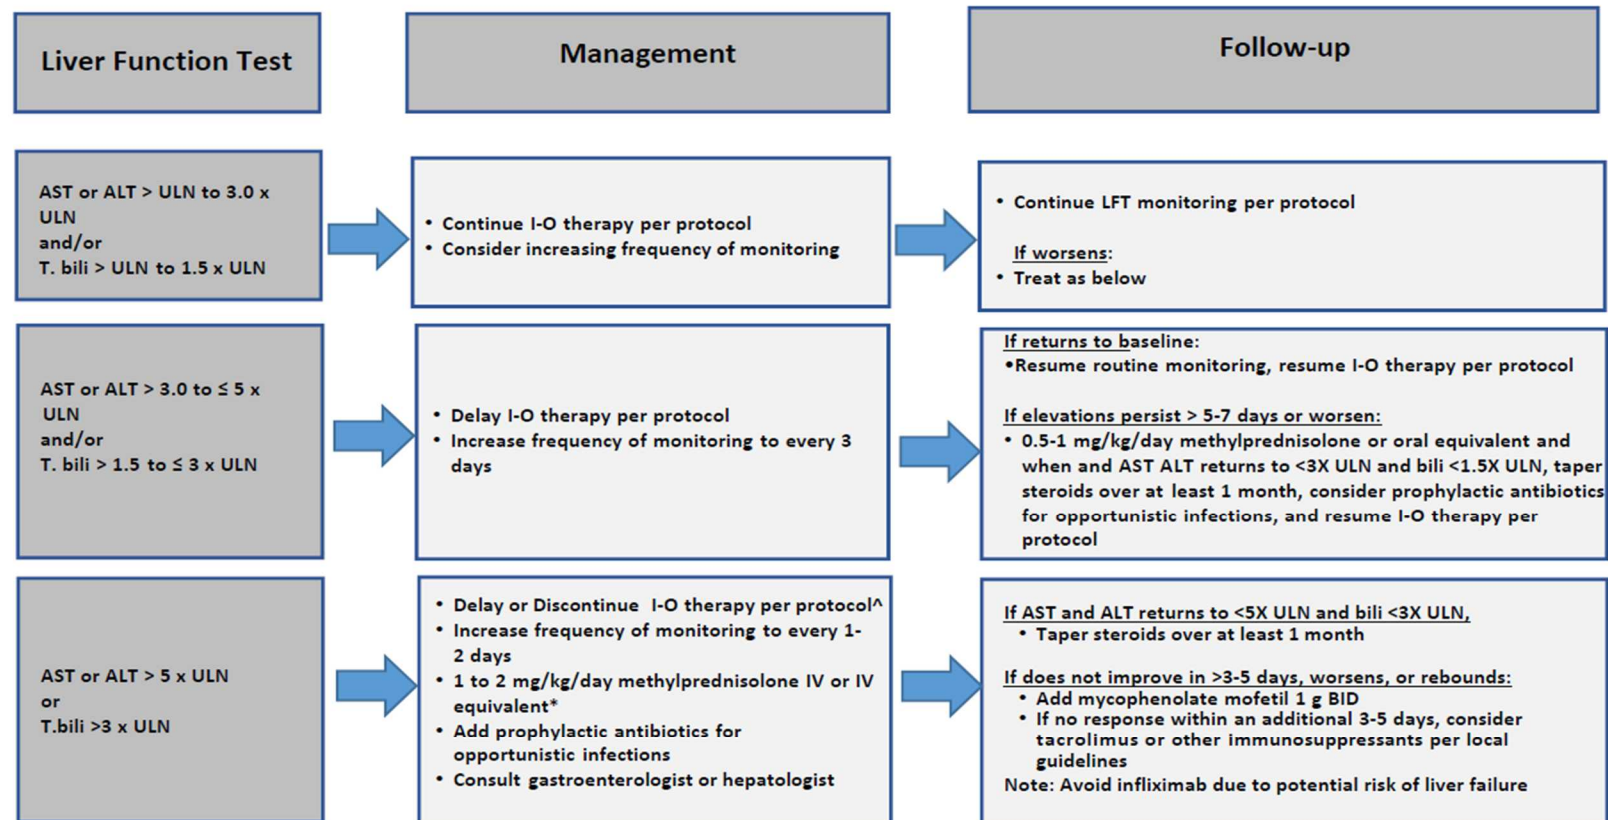 Liver Function Test
Management
Follow-up
AST or ALT > ULN to 3.0 x
ULN
and/or
T. bili > ULN to 1.5 x ULN
• Continue I-O therapy per protocol
• Consider increasing frequency of monitoring
• Continue LFT monitoring per protocol
If worsens:
• Treat as below
AST or ALT > 3.0 to ≤ 5 x
ULN
and/or
T. bili > 1.5 to ≤ 3 x ULN
• Delay I-O therapy per protocol
• Increase frequency of monitoring to every 3
days
If returns to baseline:
•Resume routine monitoring, resume I-O therapy per protocol
If elevations persist > 5-7 days or worsen:
• 0.5-1 mg/kg/day methylprednisolone or oral equivalent and
when and AST ALT returns to <3X ULN and bili <1.5X ULN, taper
steroids over at least 1 month, consider prophylactic antibiotics
for opportunistic infections, and resume I-O therapy per
protocol
AST or ALT > 5 x ULN
or
T.bili >3 x ULN
• Delay or Discontinue I-O therapy per protocol^
• Increase frequency of monitoring to every 1-
2 days
• 1 to 2 mg/kg/day methylprednisolone IV or IV
equivalent*
• Add prophylactic antibiotics for
opportunistic infections
• Consult gastroenterologist or hepatologist
If AST and ALT returns to <5X ULN and bili <3X ULN,
• Taper steroids over at least 1 month
If does not improve in >3-5 days, worsens, or rebounds:
• Add mycophenolate mofetil 1 g BID
• If no response within an additional 3-5 days, consider
tacrolimus or other immunosuppressants per local
guidelines
Note: Avoid infliximab due to potential risk of liver failure